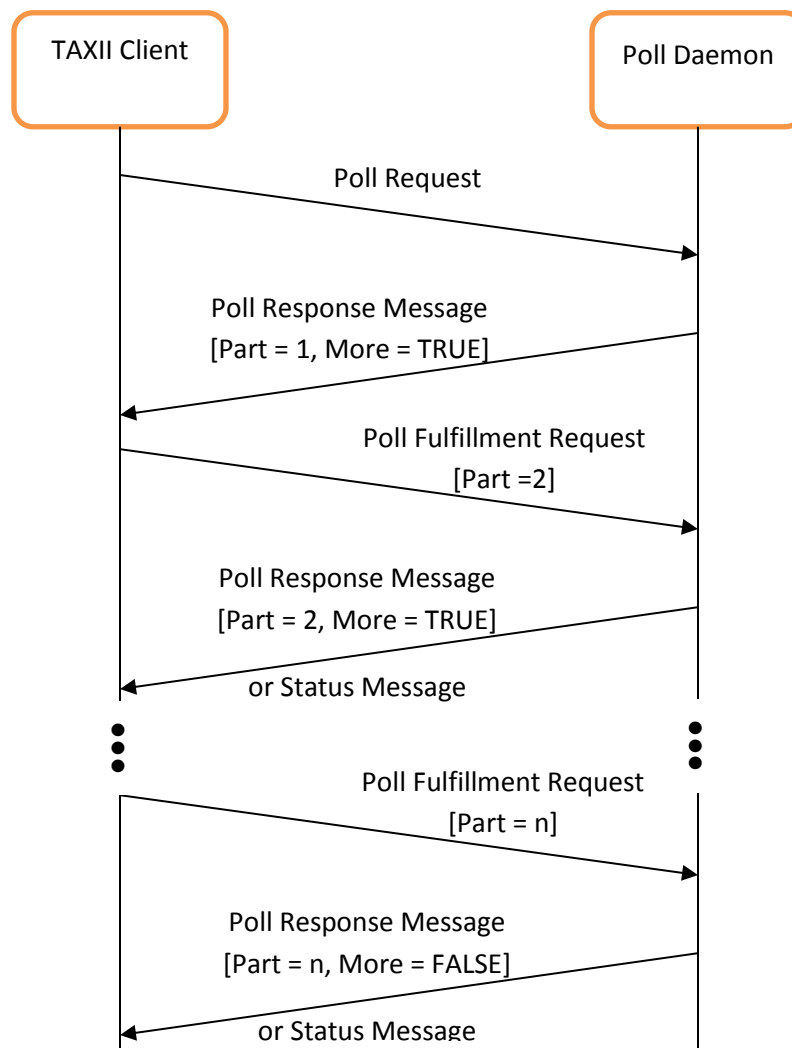 TAXII Client
Poll Daemon
Poll Request
Poll Response Message
[Part = 1, More = TRUE]
Poll Fulfillment Request
[Part =2]
Poll Response Message
[Part = 2, More = TRUE]
or Status Message
Poll Fulfillment Request
[Part = n]
Poll Response Message
[Part = n, More = FALSE]
or Status Message